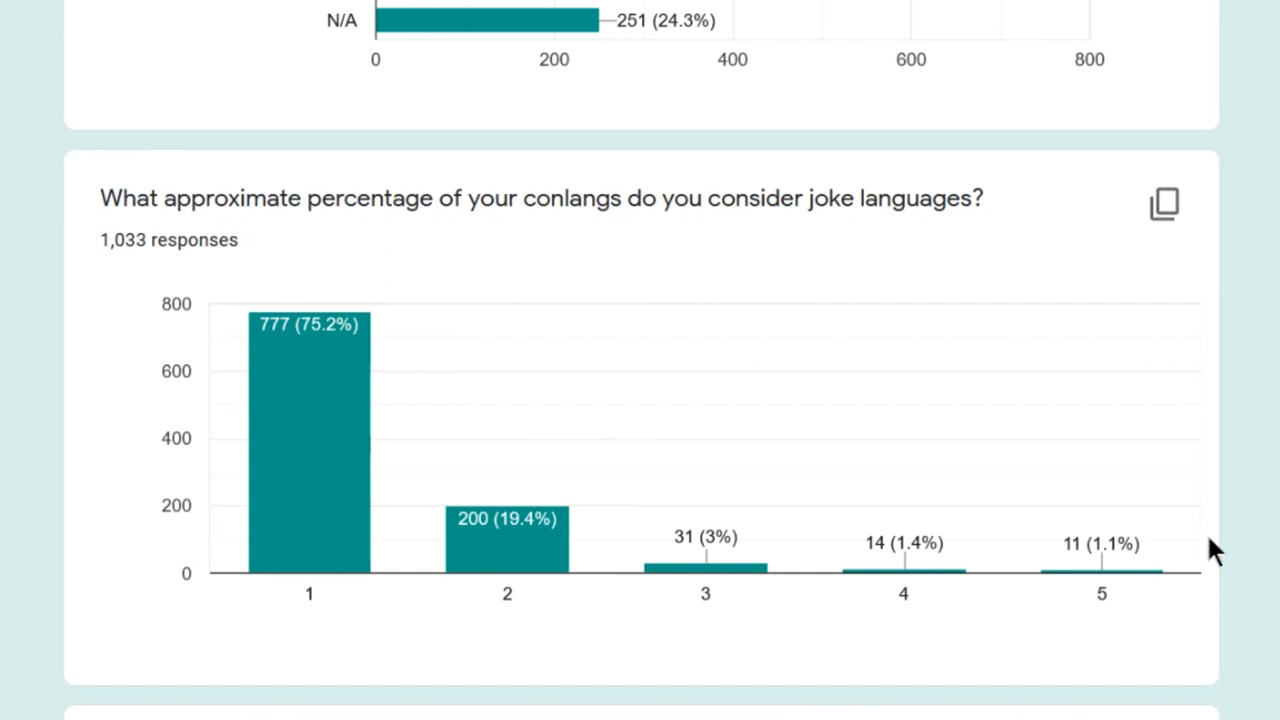 N/A 251 (24.3%)
0 200 400 600 800
What approximate percentage of your conlangs do you consider joke languages?
1,033 responses
800
777 (75.2%)
600
400
200
200 (19.4%)
31 (3%)
14 (1.4%)
11 (1.1%)
0
1 2 3 4 5